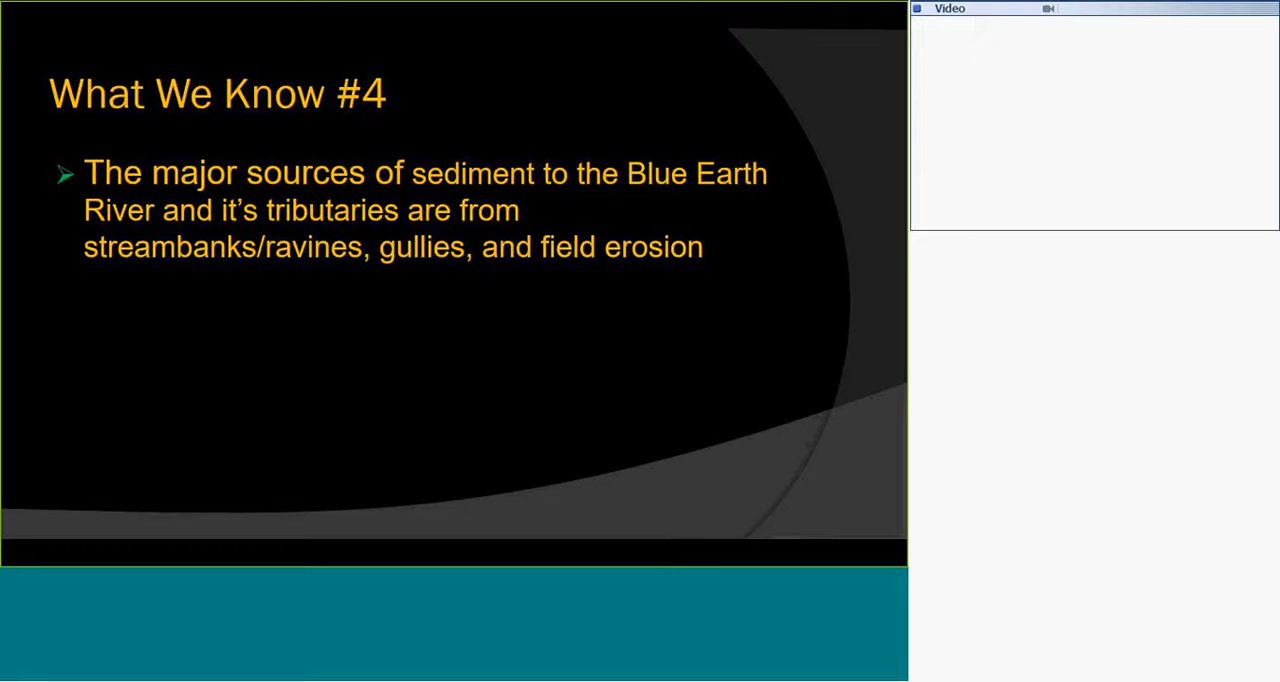 Video
What We Know #4
The major sources of sediment to the Blue Earth
River and it’s tributaries are from
streambanks/ravines, gullies, and field erosion